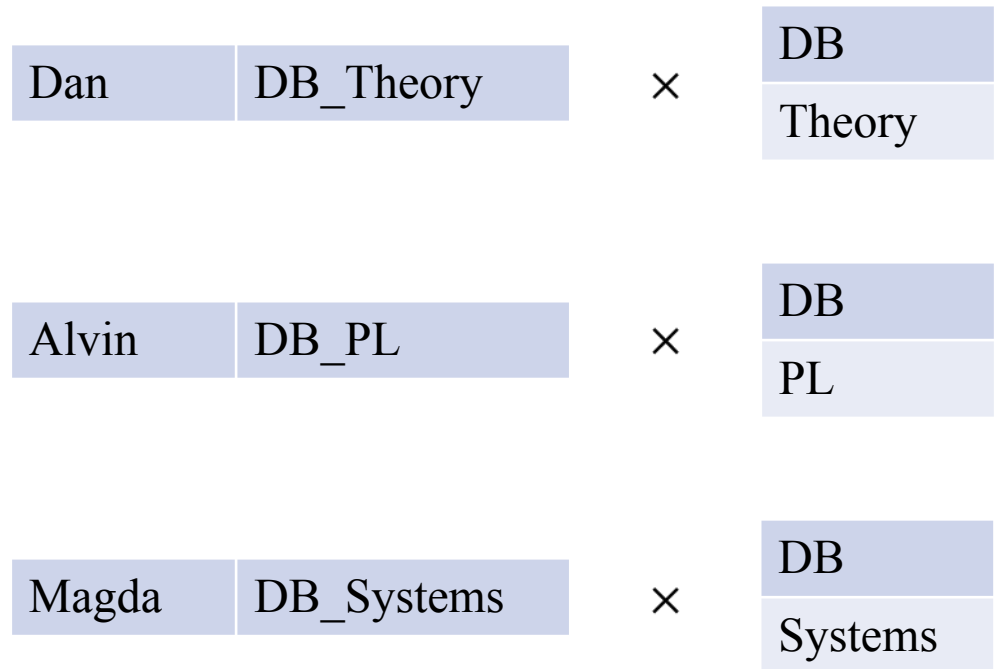 DB
Dan DB_Theory ×
Theory
DB
Alvin DB_PL ×
PL
DB
Magda DB_Systems ×
Systems